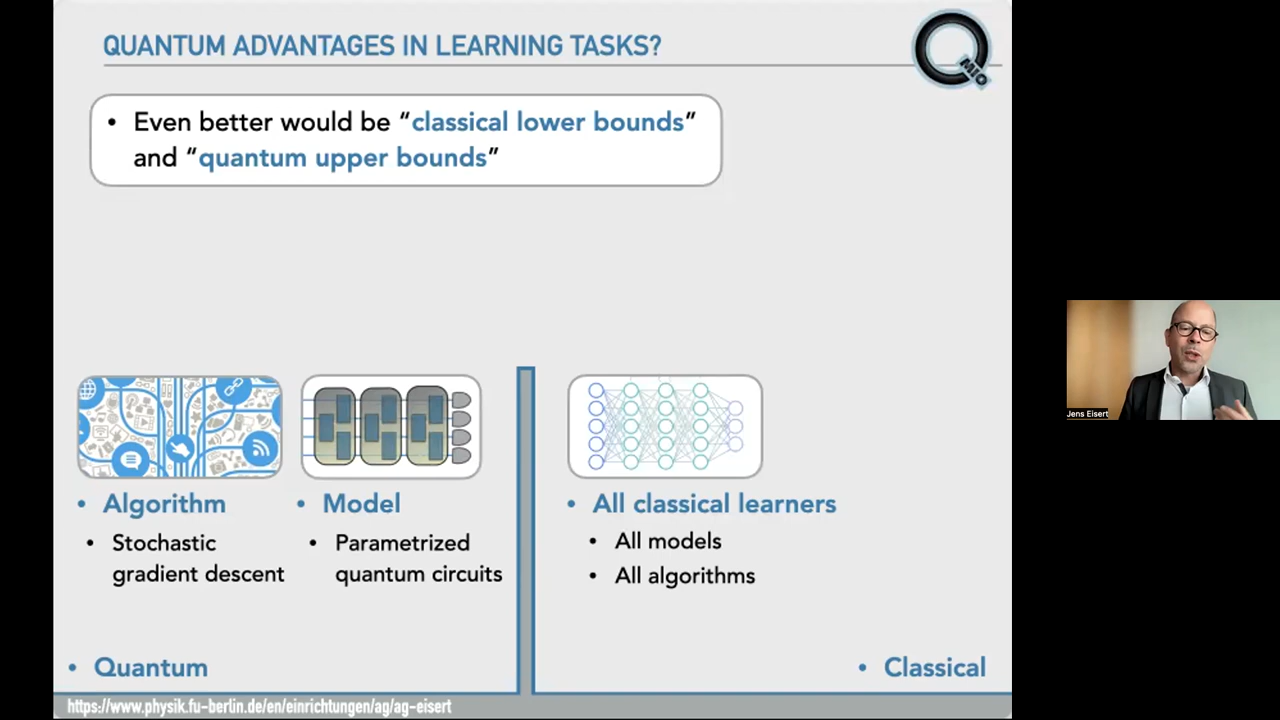 QUANTUM ADVANTAGES IN LEARNING TASKS?
QMIO
• Even better would be “classical lower bounds”
and “quantum upper bounds”
• Algorithm
• Stochastic
gradient descent
• Model
• Parametrized
quantum circuits
• All classical learners
• All models
• All algorithms
• Quantum
• Classical
https://www.physik.fu-berlin.de/en/einrichtungen/ag/ag-eisert
Jens Eisert